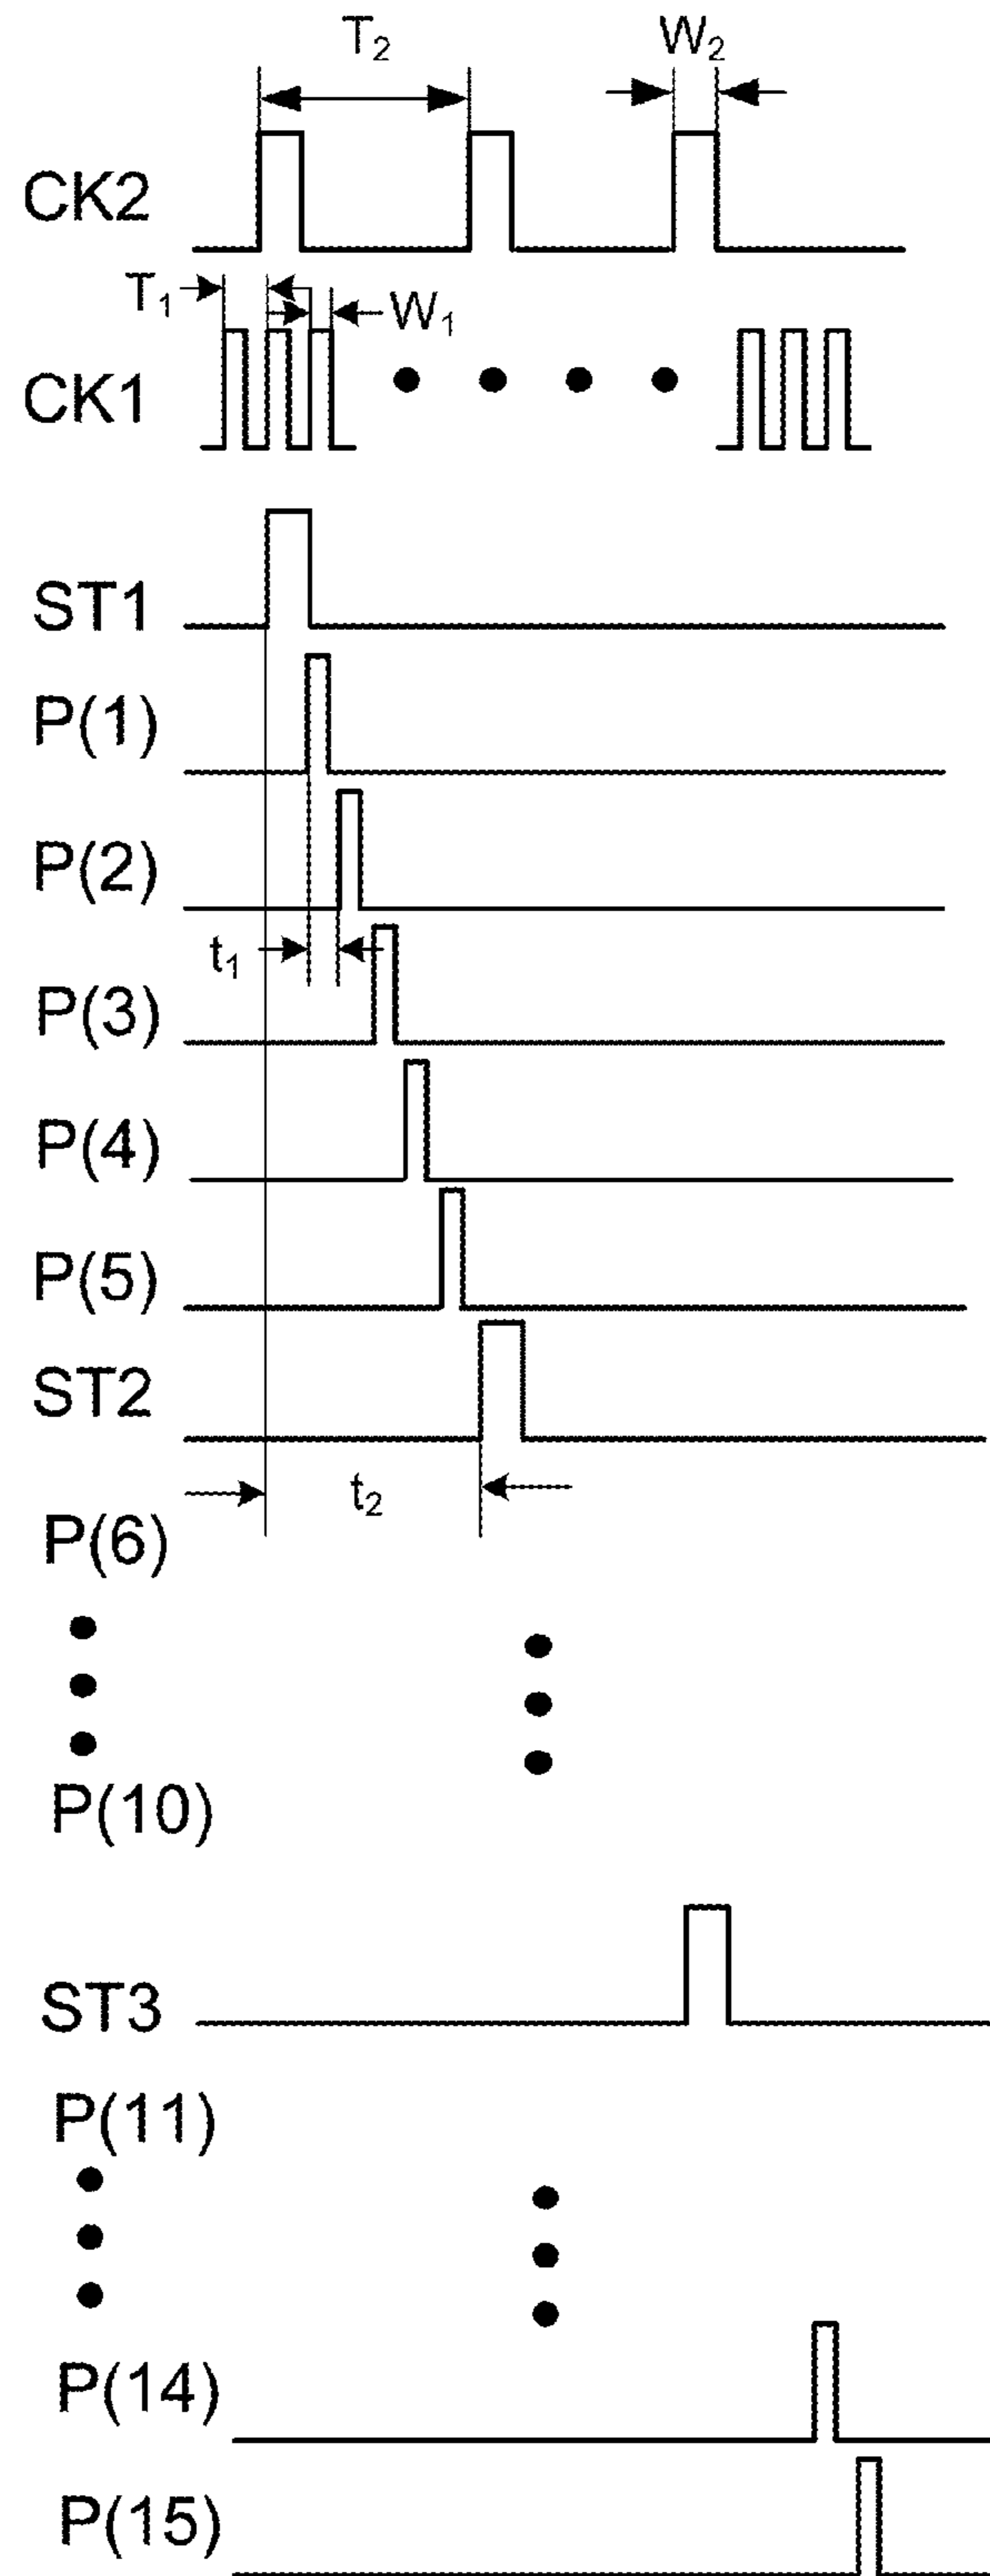 T₂ W₂
CK2
T₁ W₁
CK1
ST1
P(1)
P(2)
t₁
P(3)
P(4)
P(5)
ST2
t₂
P(6)
P(10)
ST3
P(11)
P(14)
P(15)